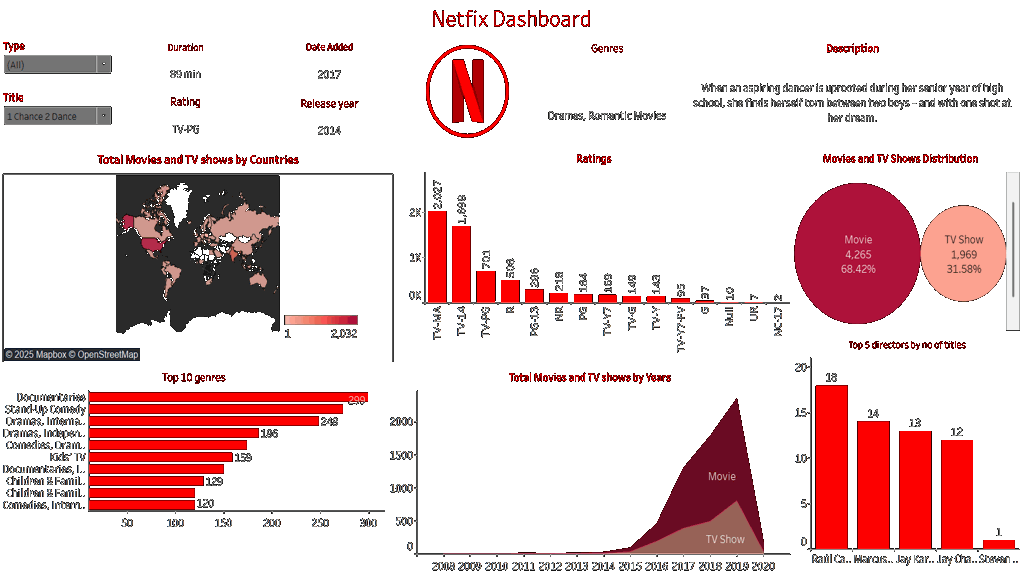 Netfix Dashboard
Type
(All)
Title
1 Chance 2 Dance
Duration
89 min
Date Added
2017
Rating
TV-PG
Release year
2014
N
Genres
Dramas, Romantic Movies
Description
When an aspiring dancer is uprooted during her senior year of high
school, she finds herself torn between two boys – and with one shot at
her dream.
Total Movies and TV shows by Countries
1 2,032
© 2025 Mapbox © OpenStreetMap
Ratings
2K
1K
0K
2,027
1,698
701
508
286
218
184
169
149
143
95
37
10
7
2
TV-MA
TV-14
TV-PG
R
PG-13
NR
PG
TV-Y7
TV-G
TV-Y
TV-Y7-FV
G
Null
UR
NC-17
Movies and TV Shows Distribution
Movie
4,265
68.42%
TV Show
1,969
31.58%
Top 10 genres
Documentaries 299
Stand-Up Comedy
Dramas, Interna.. 249
Dramas, Indepen.. 186
Comedies, Dram..
Kids' TV 159
Documentaries, I..
Children & Famil.. 129
Children & Famil..
Comedies, Intern.. 120
50 100 150 200 250 300
Total Movies and TV shows by Years
2000
1500
1000
500
0
Movie
TV Show
2008 2009 2010 2011 2012 2013 2014 2015 2016 2017 2018 2019 2020
Top 5 directors by no of titles
20
15
10
5
0
18
14
13
12
1
Raúl Ca.. Marcus.. Jay Kar.. Jay Cha.. Steven ..